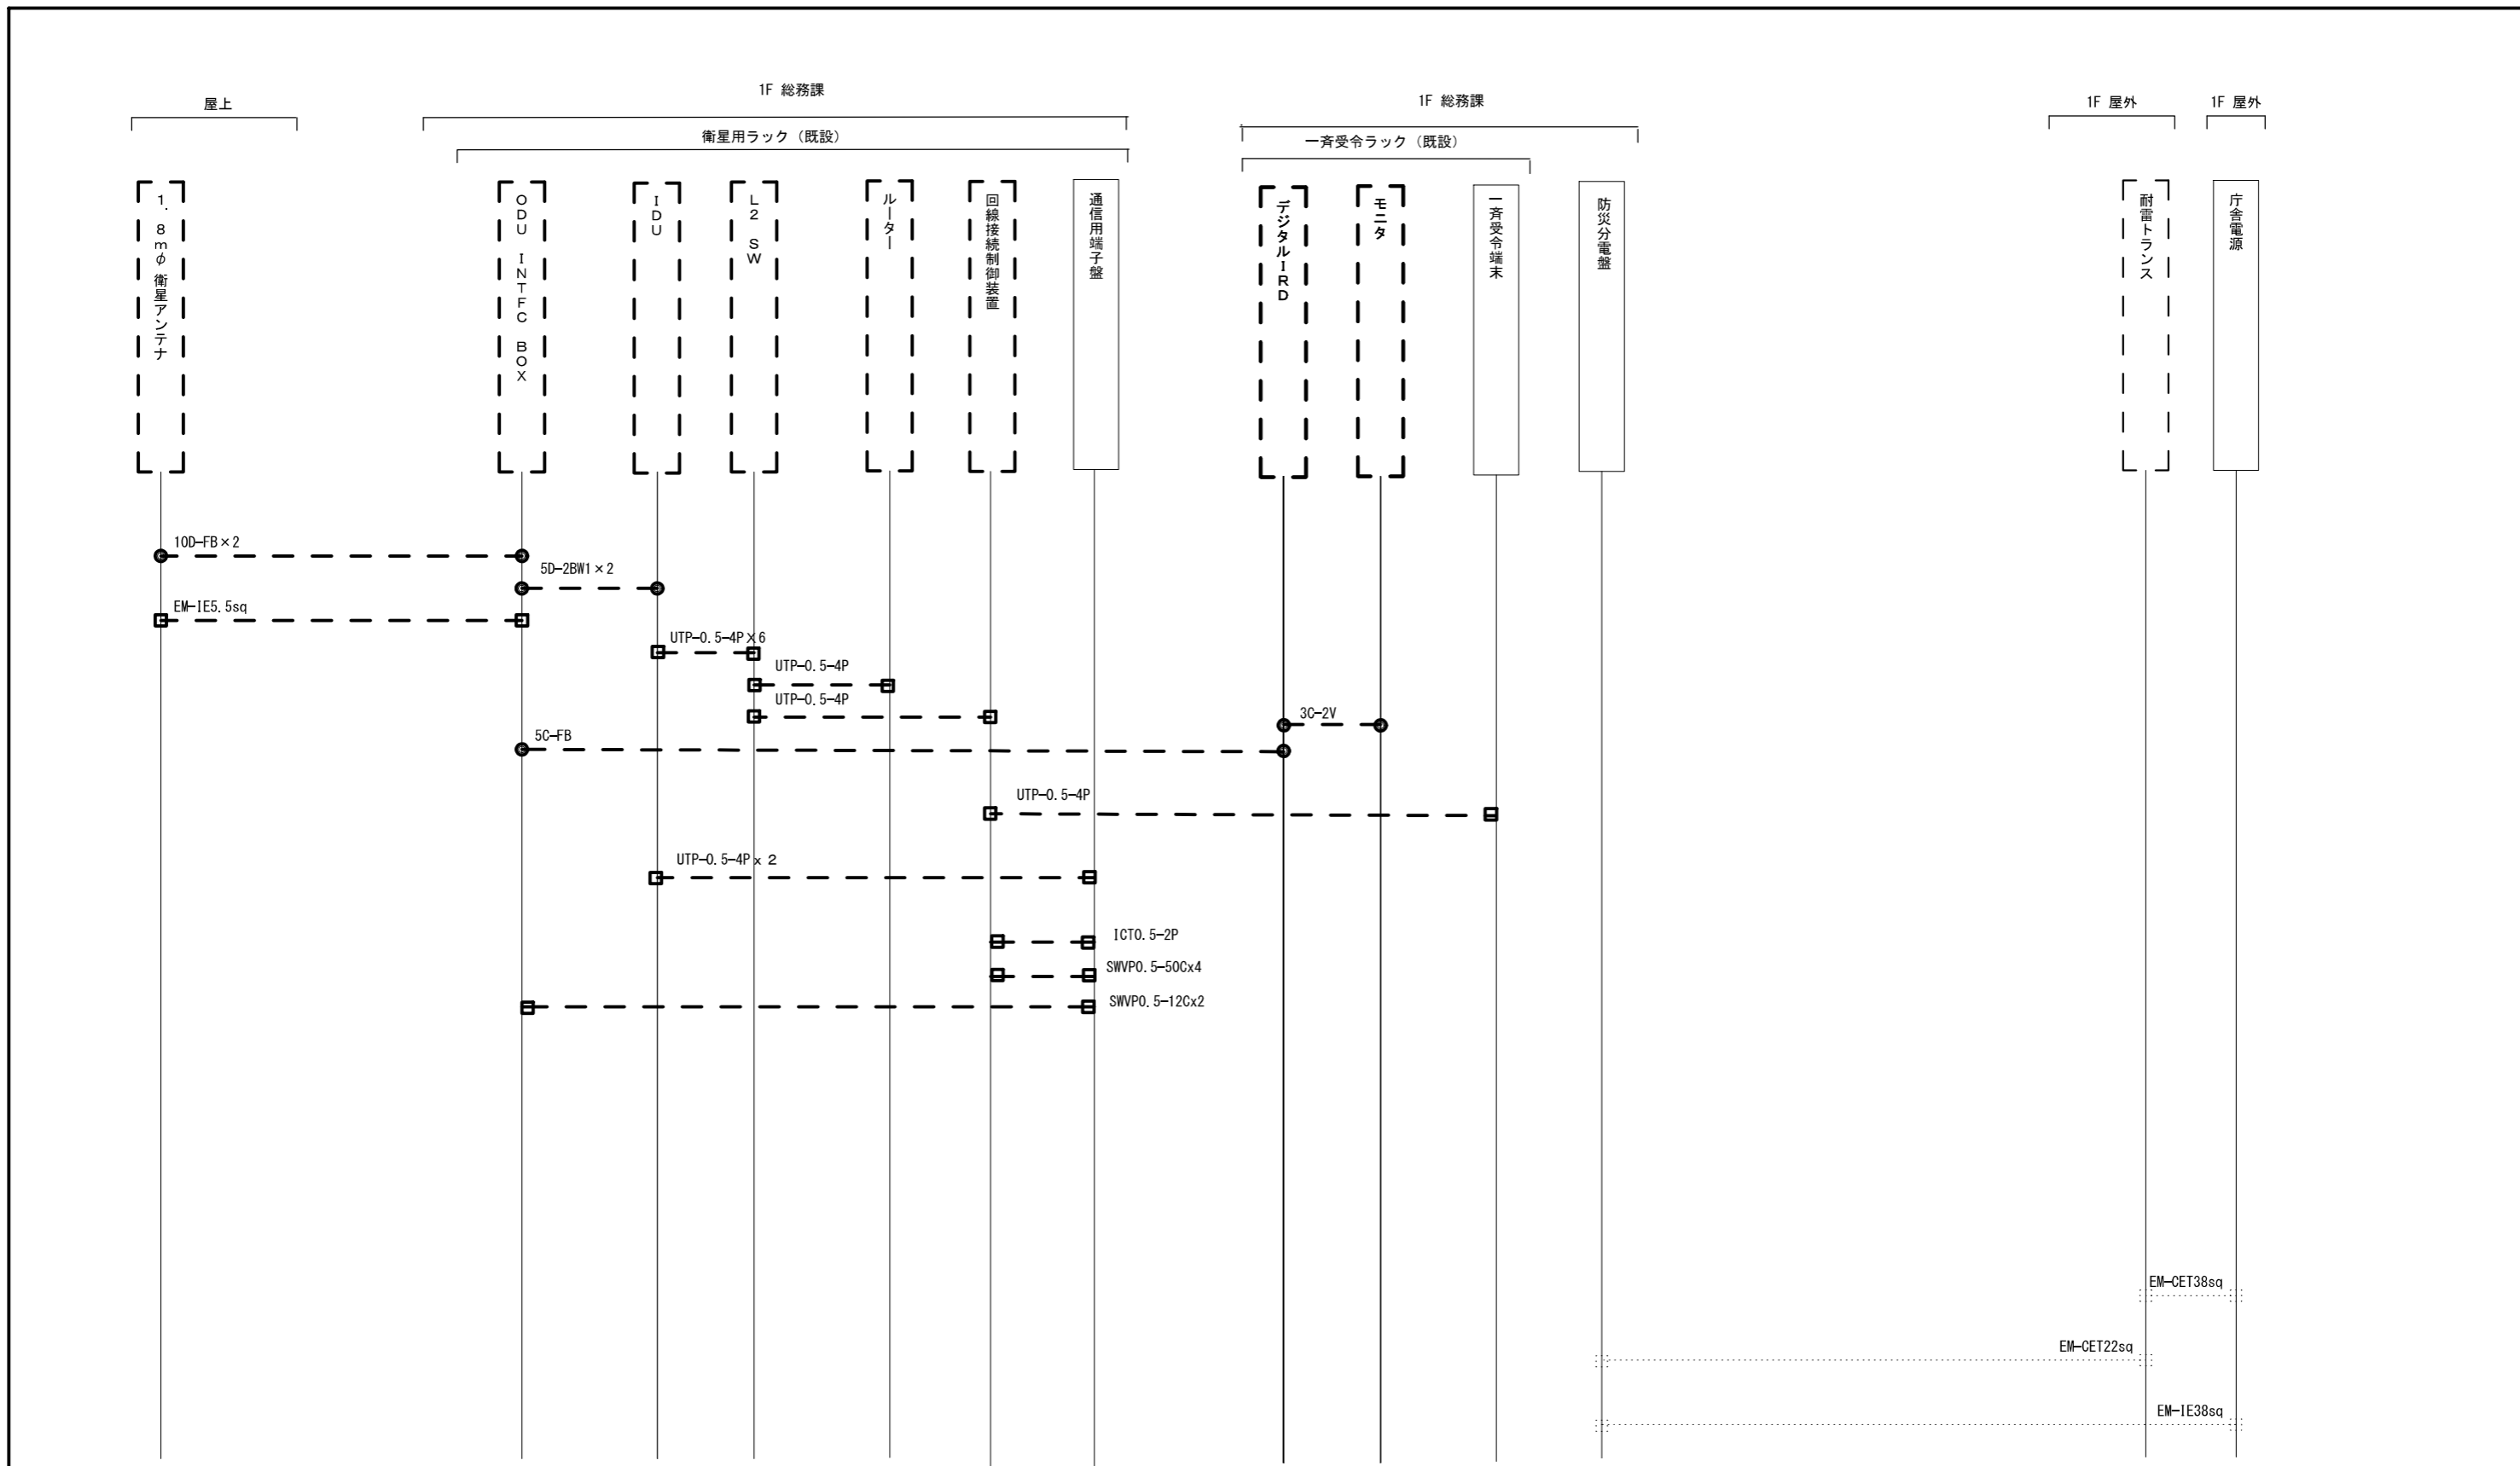 屋上
1F 総務課
1F 総務課
1F 屋外
1F 屋外
衛星用ラック（既設）
一斉受令ラック（既設）
１．８ｍφ衛星アンテナ
ＯＤＵ ＩＮＴＦＣ ＢＯＸ
ＩＤＵ
Ｌ２ ＳＷ
ルーター
回線接続制御装置
通信用端子盤
デジタルＩＲＤ
モニタ
一斉受令端末
防災分電盤
耐雷トランス
庁舎電源
10D-FB×2
5D-2BW1×2
EM-IE5.5sq
UTP-0.5-4P×6
UTP-0.5-4P
UTP-0.5-4P
3C-2V
5C-FB
UTP-0.5-4P
UTP-0.5-4Px２
ICT0.5-2P
SWVP0.5-50Cx4
SWVP0.5-12Cx2
EM-CET38sq
EM-CET22sq
EM-IE38sq